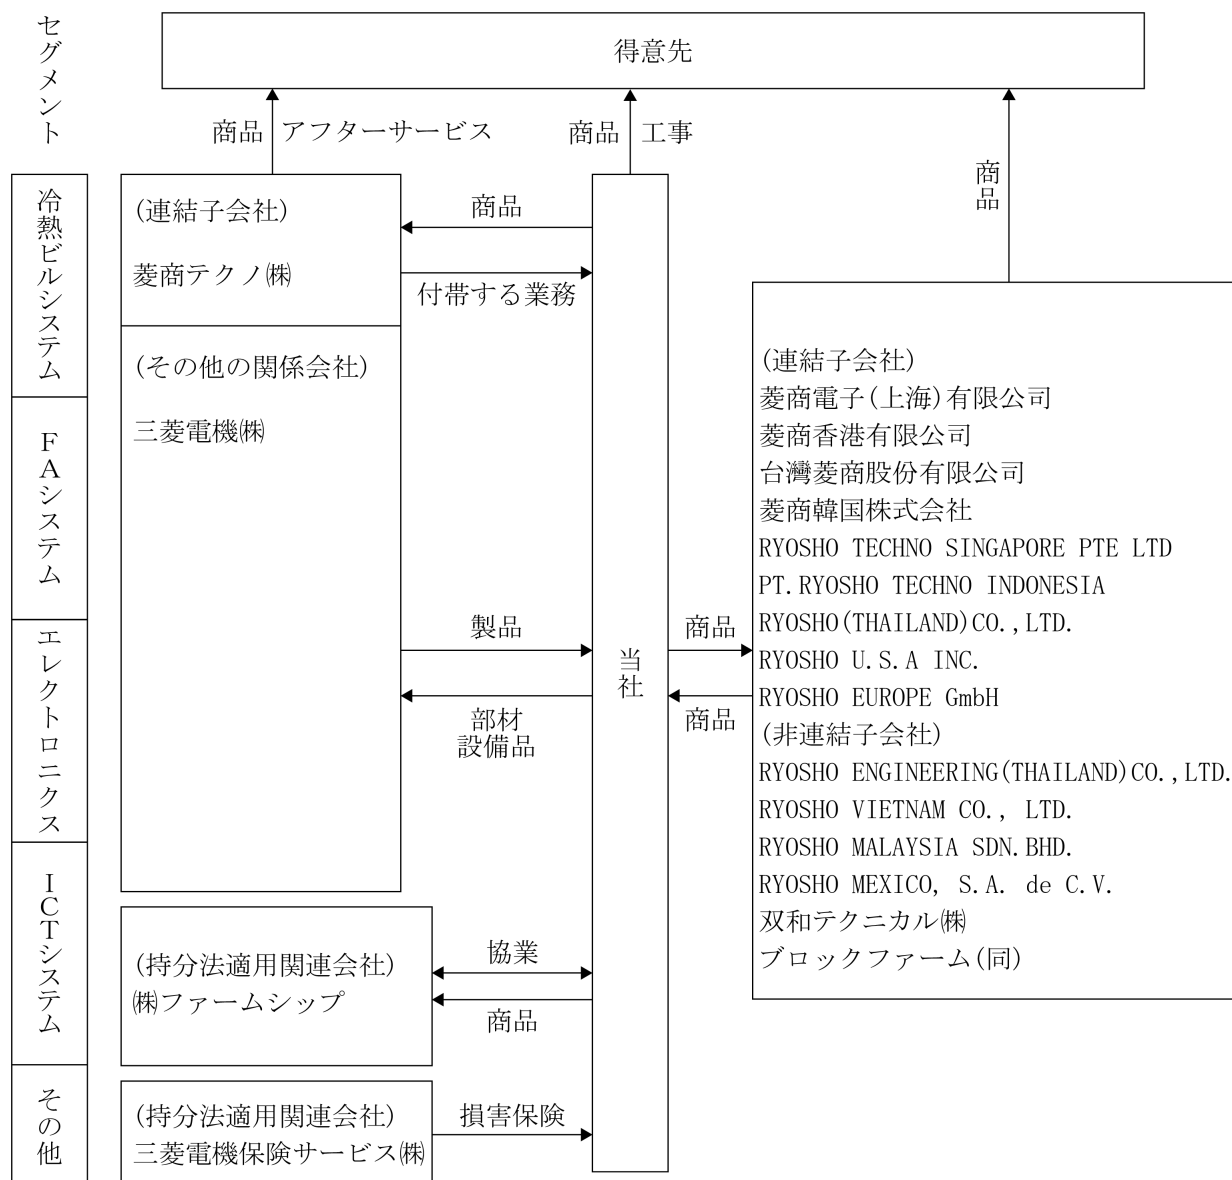 セグメント
得意先
商品
アフターサービス
商品
工事
商品
冷熱ビルシステム
FAシステム
エレクトロニクス
ICTシステム
その他
(連結子会社)
菱商テクノ㈱
商品
付帯する業務
(その他の関係会社)
三菱電機㈱
製品
部材
設備品
当社
商品
商品
(連結子会社)
菱商電子(上海)有限公司
菱商香港有限公司
台灣菱商股份有限公司
菱商韓国株式会社
RYOSHO TECHNO SINGAPORE PTE LTD
PT.RYOSHO TECHNO INDONESIA
RYOSHO(THAILAND)CO.,LTD.
RYOSHO U.S.A INC.
RYOSHO EUROPE GmbH
(非連結子会社)
RYOSHO ENGINEERING(THAILAND)CO.,LTD.
RYOSHO VIETNAM CO., LTD.
RYOSHO MALAYSIA SDN.BHD.
RYOSHO MEXICO, S.A. de C.V.
双和テクニカル㈱
ブロックファーム(同)
(持分法適用関連会社)
㈱ファームシップ
協業
商品
(持分法適用関連会社)
三菱電機保険サービス㈱
損害保険